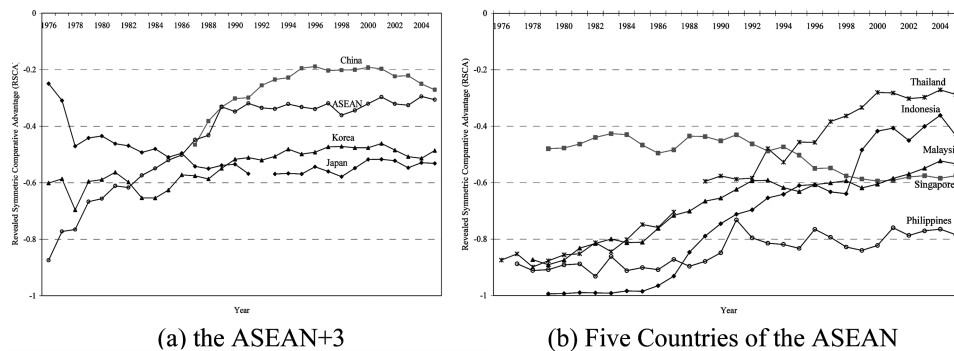 1976 1978 1980 1982 1984 1986 1988 1990 1992 1994 1996 1998 2000 2002 2004
0
-0.2
-0.4
-0.6
-0.8
-1
Revealed Symmetric Comparative Advantage (RSCA)
China
ASEAN
Korea
Japan
Year
(a) the ASEAN+3
1976 1978 1980 1982 1984 1986 1988 1990 1992 1994 1996 1998 2000 2002 2004
0
-0.2
-0.4
-0.6
-0.8
-1
Revealed Symmetric Comparative Advantage (RSCA)
Thailand
Indonesia
Malaysi
Singapore
Philippines
Year
(b) Five Countries of the ASEAN